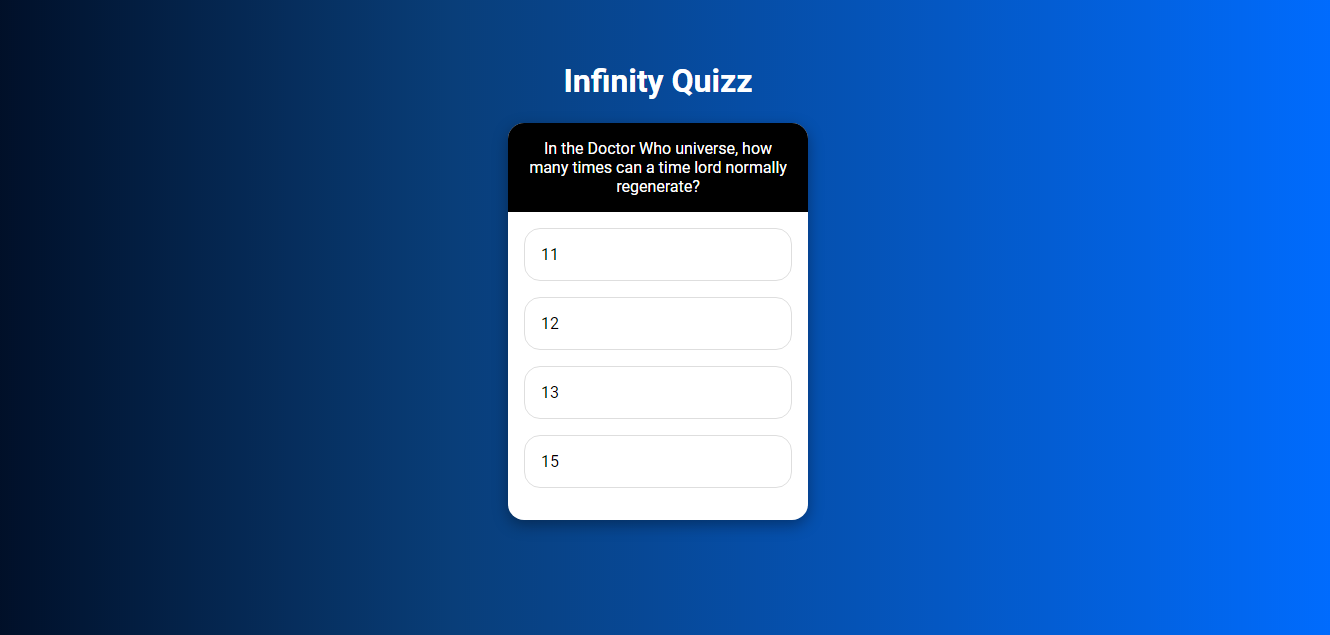 Infinity Quizz
In the Doctor Who universe, how
many times can a time lord normally
regenerate?
11
12
13
15